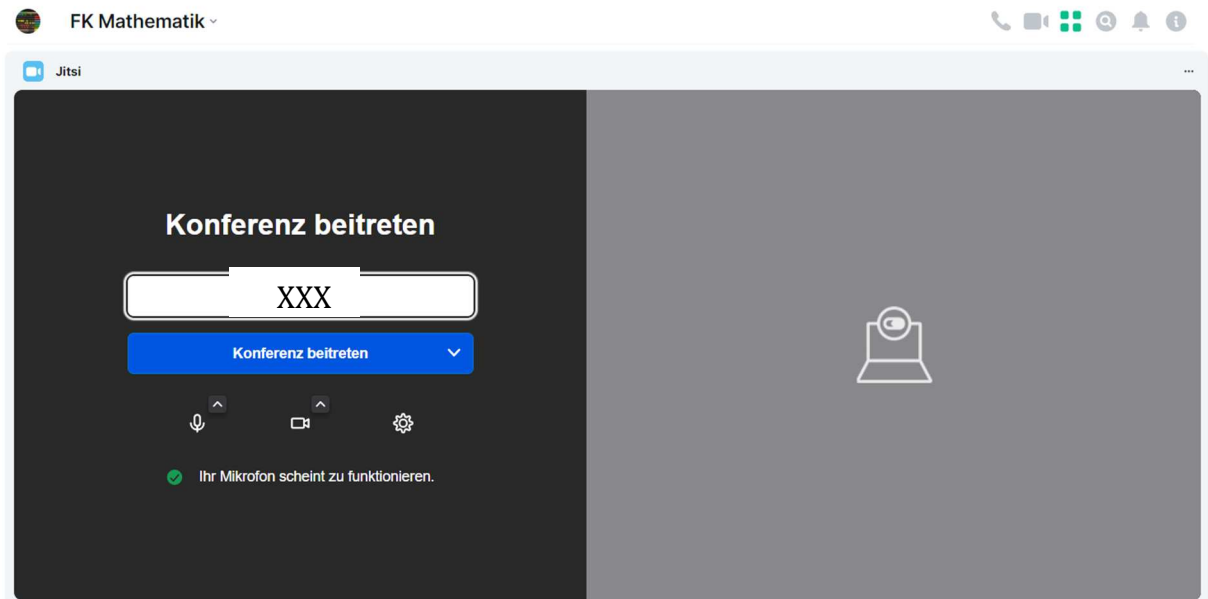 FK Mathematik
Jitsi
Konferenz beitreten
XXX
Konferenz beitreten
Ihr Mikrofon scheint zu funktionieren.